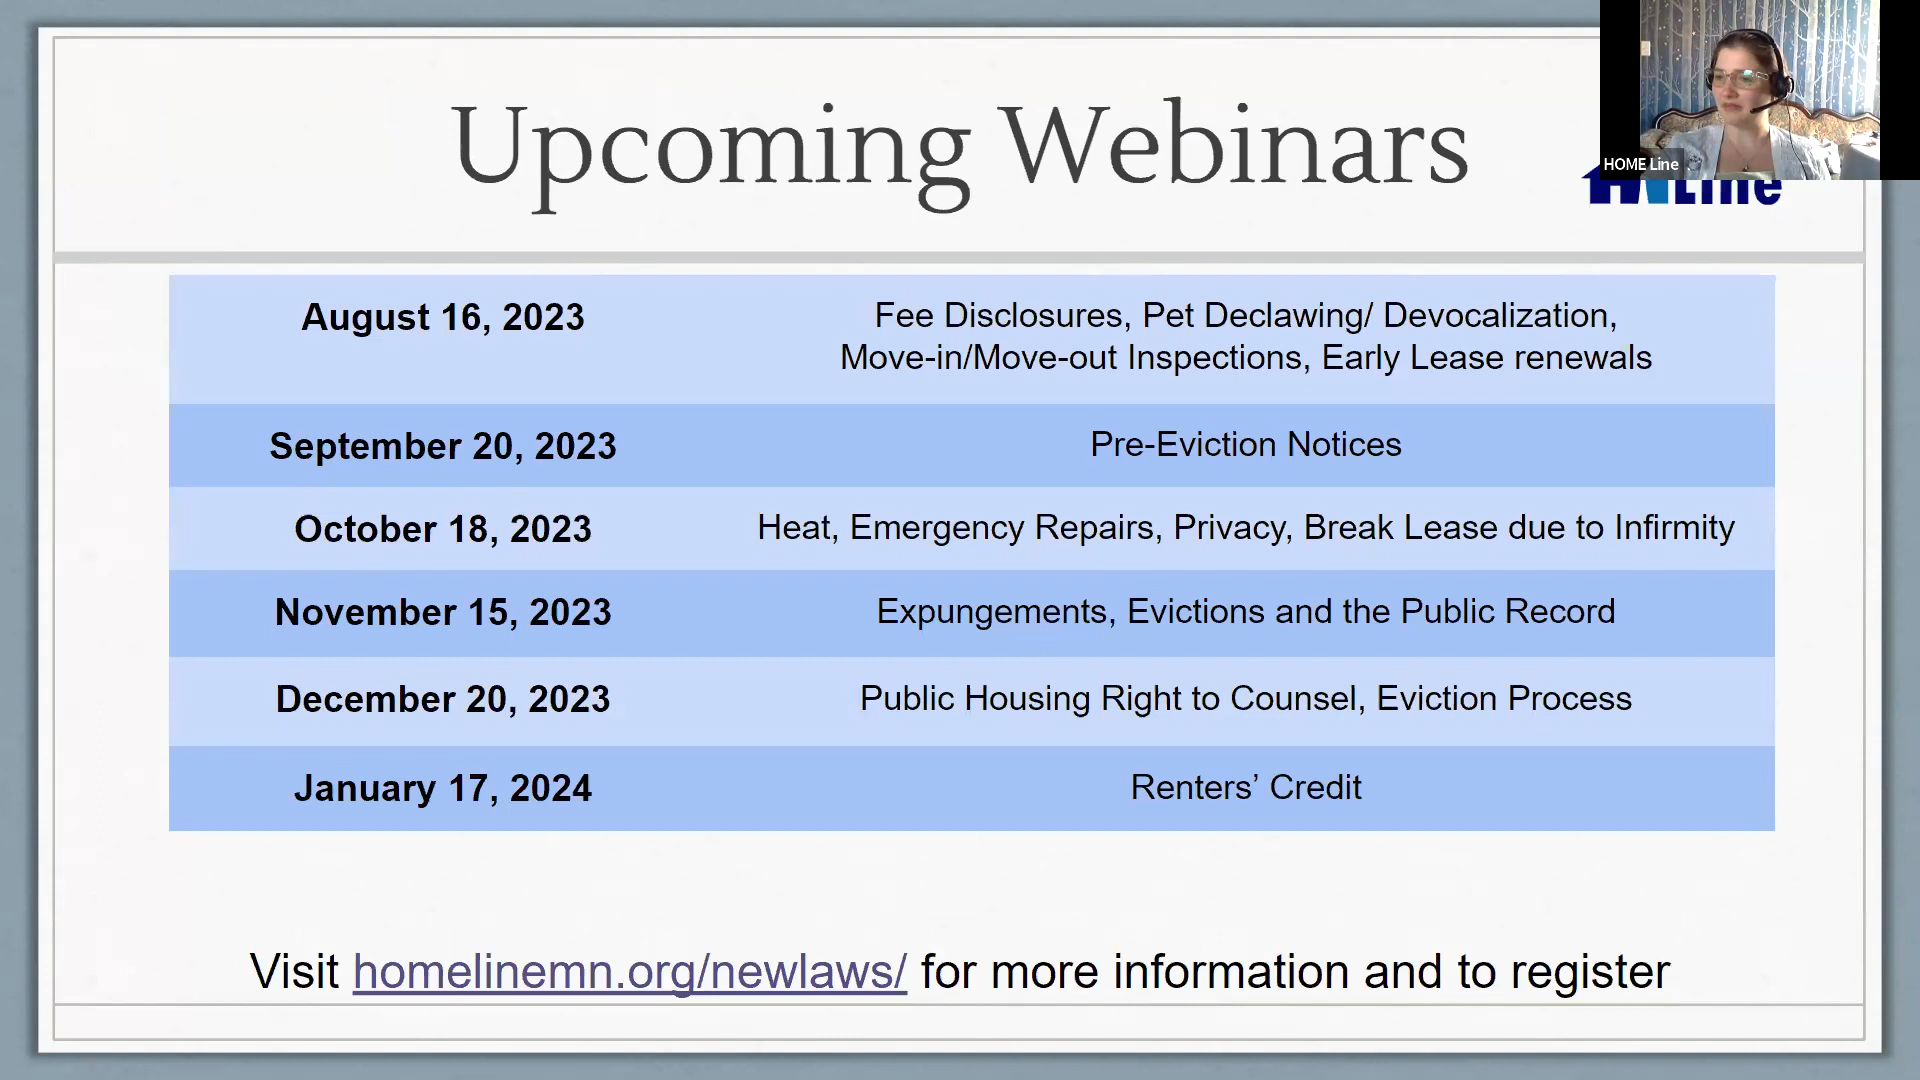 Upcoming Webinars
HOME Line
Line
August 16, 2023
Fee Disclosures, Pet Declawing/ Devocalization,
Move-in/Move-out Inspections, Early Lease renewals
September 20, 2023
Pre-Eviction Notices
October 18, 2023
Heat, Emergency Repairs, Privacy, Break Lease due to Infirmity
November 15, 2023
Expungements, Evictions and the Public Record
December 20, 2023
Public Housing Right to Counsel, Eviction Process
January 17, 2024
Renters’ Credit
Visit homelinemn.org/newlaws/ for more information and to register